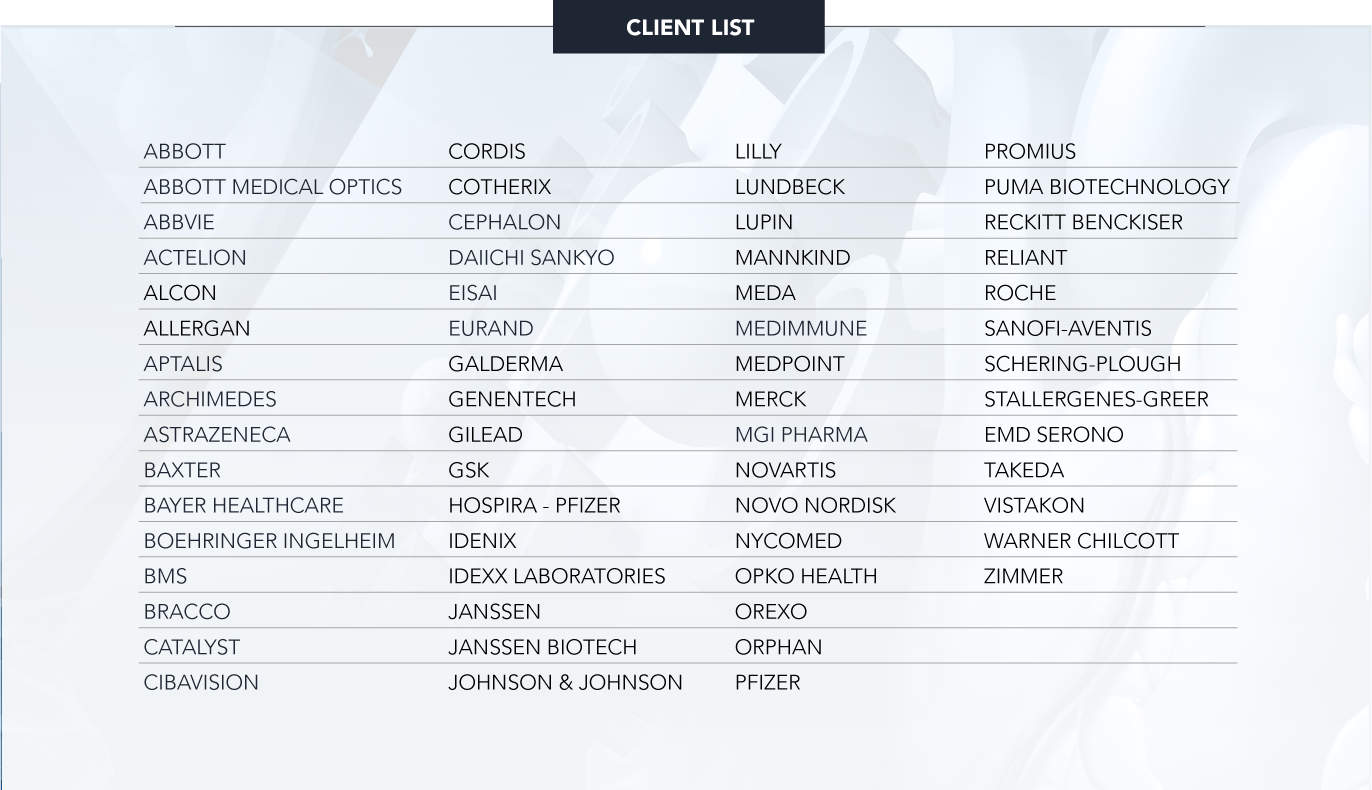 CLIENT LIST
ABBOTT CORDIS LILLY PROMIUS
ABBOTT MEDICAL OPTICS COTHERIX LUNDBECK PUMA BIOTECHNOLOGY
ABBVIE CEPHALON LUPIN RECKITT BENCKISER
ACTELION DAIICHI SANKYO MANNKIND RELIANT
ALCON EISAI MEDA ROCHE
ALLERGAN EURAND MEDIMMUNE SANOFI-AVENTIS
APTALIS GALDERMA MEDPOINT SCHERING-PLOUGH
ARCHIMEDES GENENTECH MERCK STALLERGENES-GREER
ASTRAZENECA GILEAD MGI PHARMA EMD SERONO
BAXTER GSK NOVARTIS TAKEDA
BAYER HEALTHCARE HOSPIRA - PFIZER NOVO NORDISK VISTAKON
BOEHRINGER INGELHEIM IDENIX NYCOMED WARNER CHILCOTT
BMS IDEXX LABORATORIES OPKO HEALTH ZIMMER
BRACCO JANSSEN OREXO
CATALYST JANSSEN BIOTECH ORPHAN
CIBAVISION JOHNSON & JOHNSON PFIZER